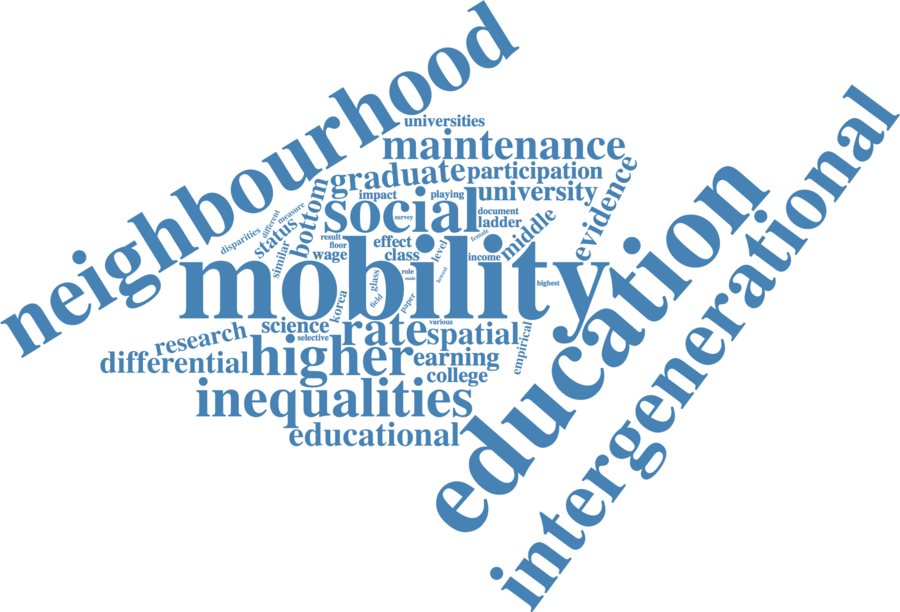 neighbourhood
universities
maintenance
graduate
participation
evidence
impact
playing
university
bottom
social
survey
document
ladder
middle
status
measure
different
disparities
similar
result
floor
wage
effect
class
level
female
income
mobility
highest
education
intergenerational
glass
role
male
lowest
field
paper
korea
research
science
selective
rate
various
spatial
empirical
differential
higher
earning
college
inequalities
educational